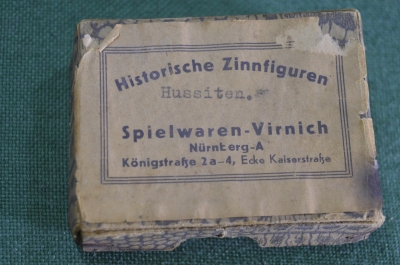 Historische Zinnfiguren
Hussiten.
Spielwaren-Virnich
Nürnberg-A
Königstraße 2a-4, Ecke Kaiserstraße